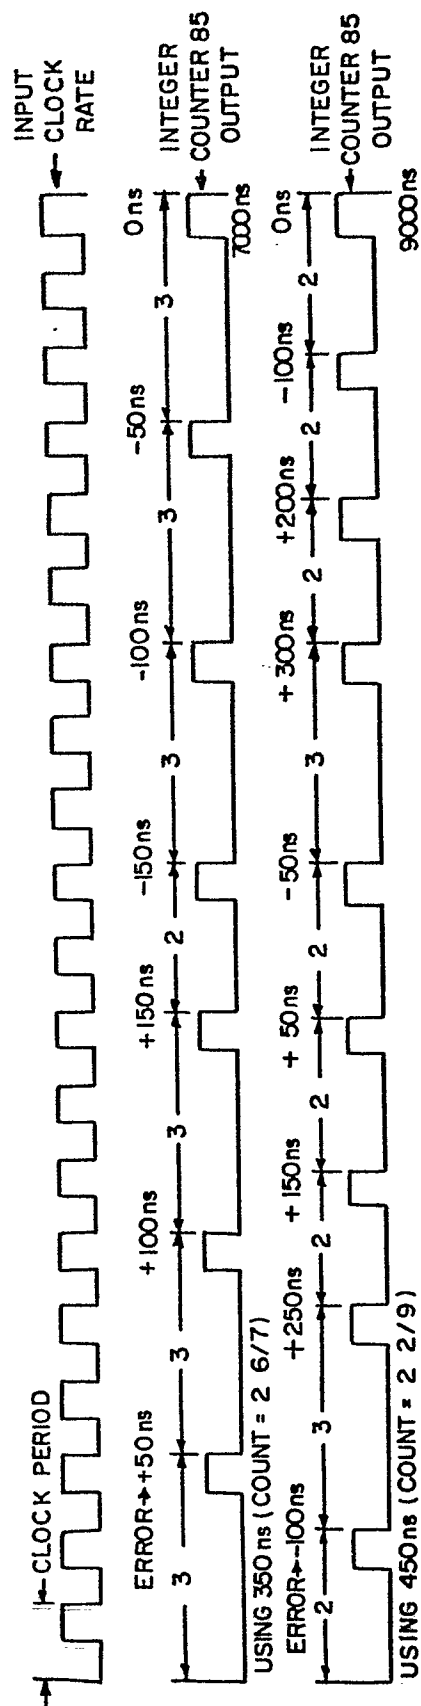 CLOCK PERIOD
INPUT
CLOCK
RATE
ERROR +50ns
+100ns
+150ns
-150ns
-100ns
-50ns
0ns
INTEGER
COUNTER 85
OUTPUT
3 3 3 2 3 3 3
7000ns
USING 350ns (COUNT = 2 6/7)
ERROR -100ns
+250ns
+150ns
+50ns
-50ns
+300ns
+200ns
-100ns
0ns
INTEGER
COUNTER 85
OUTPUT
2 3 2 2 2 3 2 2 2
9000ns
USING 450ns (COUNT = 2 2/9)